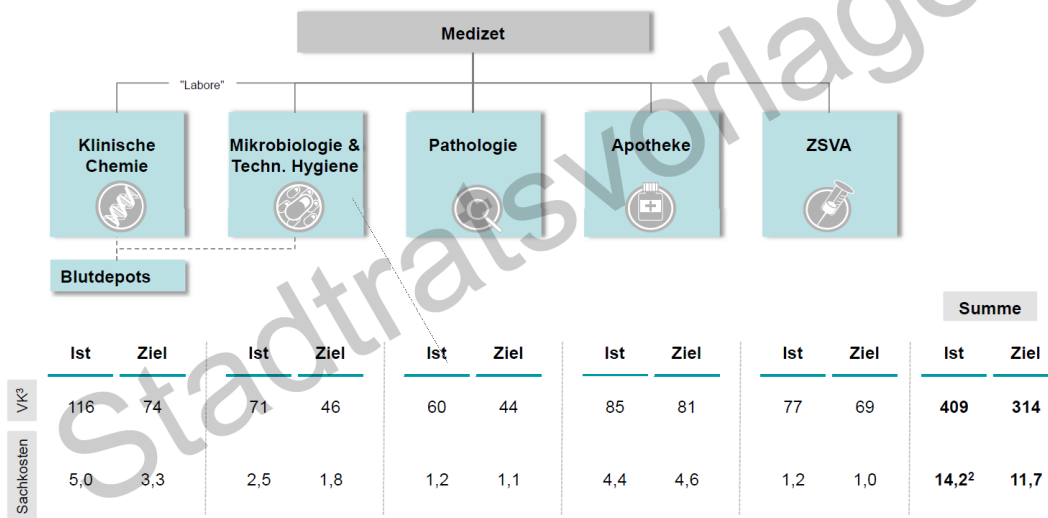 Medizet
"Labore"
Klinische
Chemie
Mikrobiologie &
Techn. Hygiene
Pathologie
Apotheke
ZSVA
Blutdepots
Summe
Ist Ziel Ist Ziel Ist Ziel Ist Ziel Ist Ziel Ist Ziel
VK³ 116 74 71 46 60 44 85 81 77 69 409 314
Sachkosten 5,0 3,3 2,5 1,8 1,2 1,1 4,4 4,6 1,2 1,0 14,2² 11,7
Stadtratsvorlage